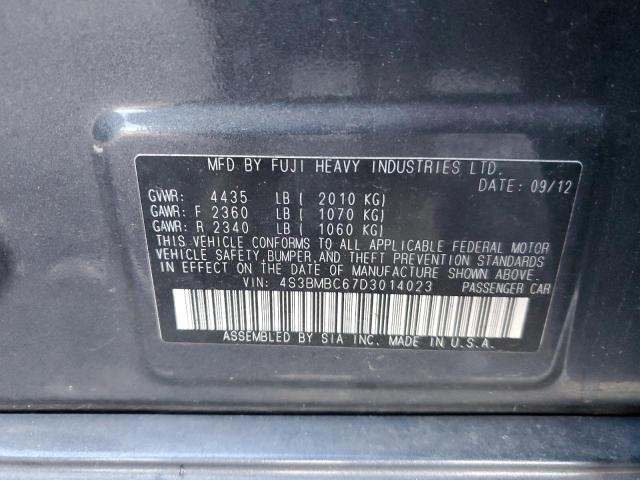 MFD BY FUJI HEAVY INDUSTRIES LTD.
DATE: 09/12
GVWR: 4435 LB ( 2010 KG)
GAWR: F 2360 LB ( 1070 KG)
GAWR: R 2340 LB ( 1060 KG)
THIS VEHICLE CONFORMS TO ALL APPLICABLE FEDERAL MOTOR
VEHICLE SAFETY, BUMPER, AND THEFT PREVENTION STANDARDS
IN EFFECT ON THE DATE OF MANUFACTURE SHOWN ABOVE.
VIN: 4S3BMBC67D3014023 PASSENGER CAR
ASSEMBLED BY SIA INC. MADE IN U.S.A.